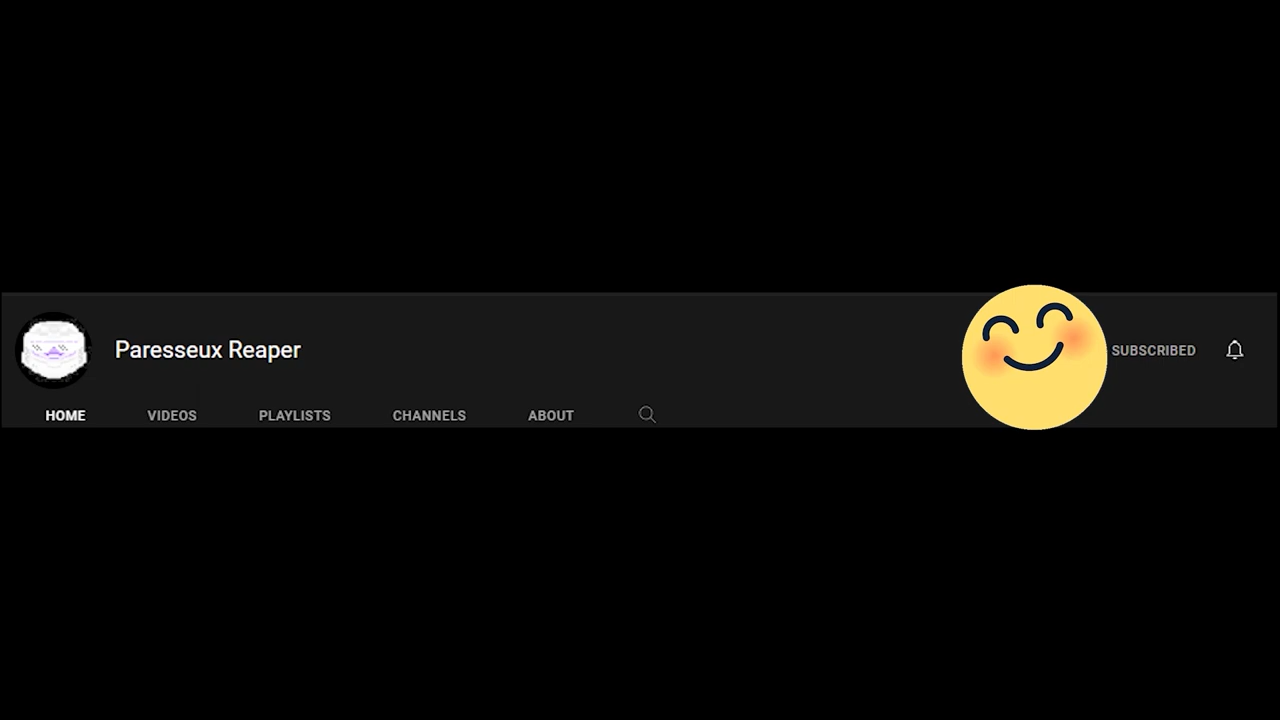 Paresseux Reaper
SUBSCRIBED
HOME VIDEOS PLAYLISTS CHANNELS ABOUT